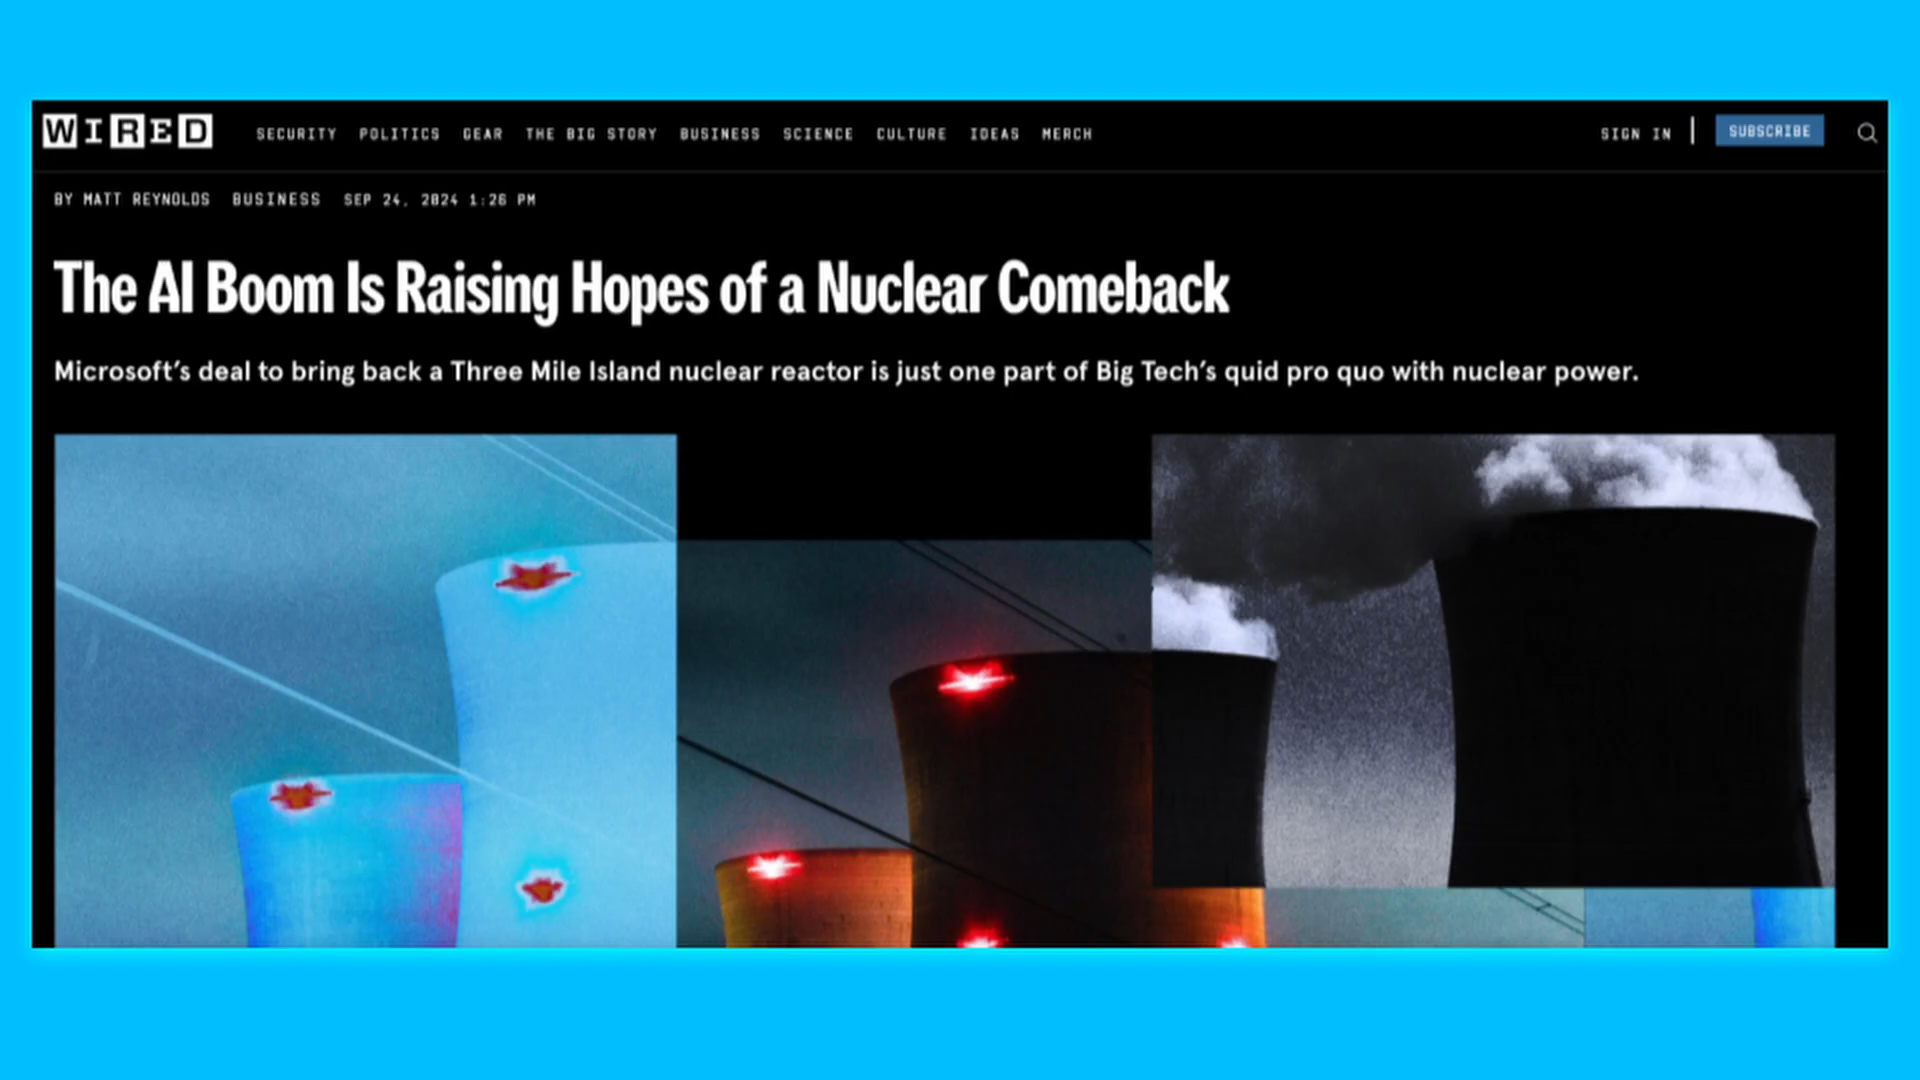 WIRED SECURITY POLITICS GEAR THE BIG STORY BUSINESS SCIENCE CULTURE IDEAS MERCH SIGN IN SUBSCRIBE
BY MATT REYNOLDS BUSINESS SEP 24, 2024 1:26 PM
The AI Boom Is Raising Hopes of a Nuclear Comeback
Microsoft’s deal to bring back a Three Mile Island nuclear reactor is just one part of Big Tech’s quid pro quo with nuclear power.